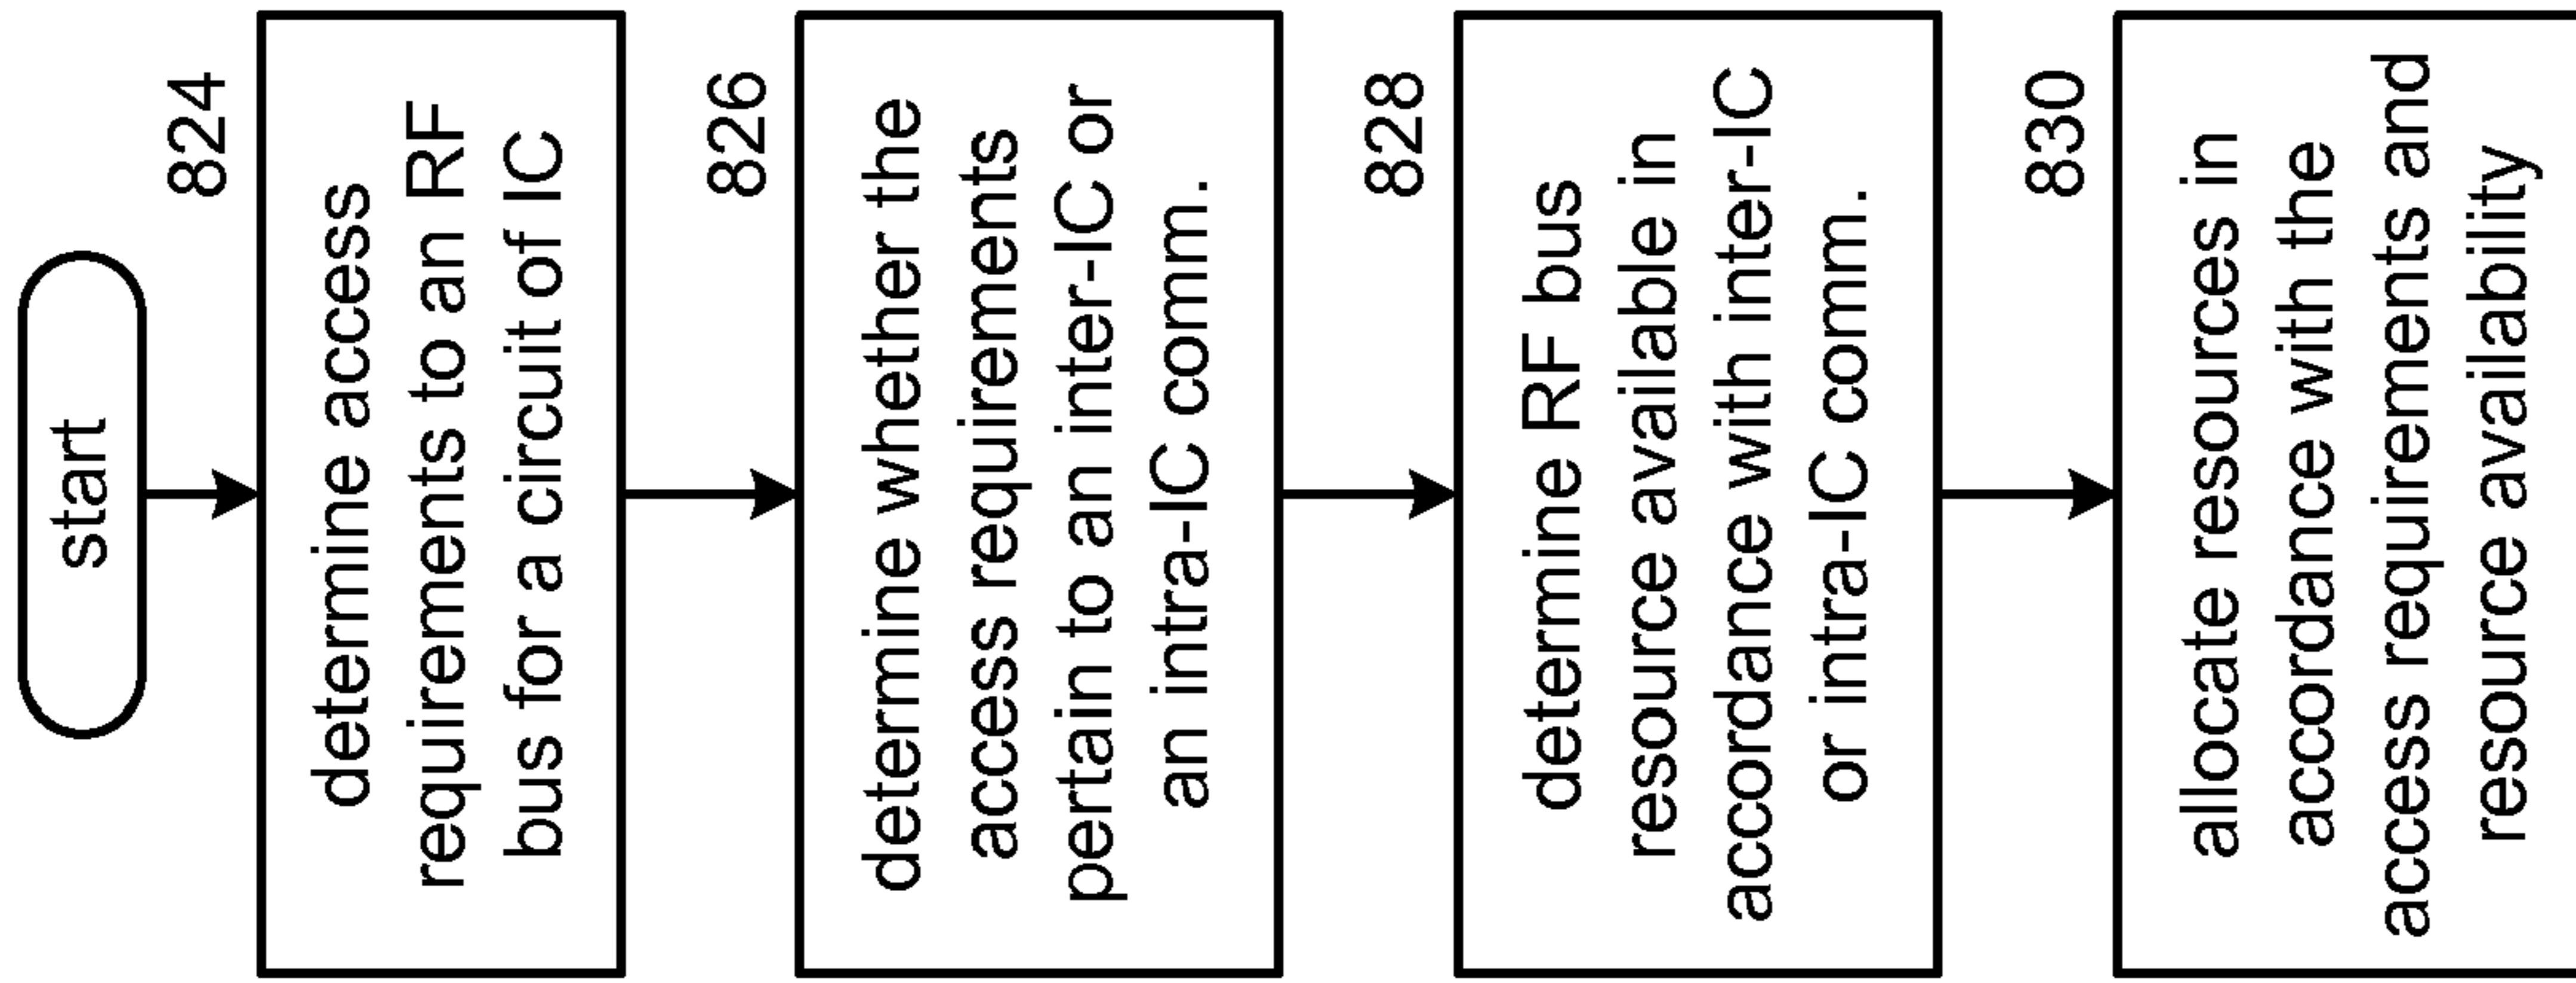 start
824
determine access
requirements to an RF
bus for a circuit of IC
826
determine whether the
access requirements
pertain to an inter-IC or
an intra-IC comm.
828
determine RF bus
resource available in
accordance with inter-IC
or intra-IC comm.
830
allocate resources in
accordance with the
access requirements and
resource availability